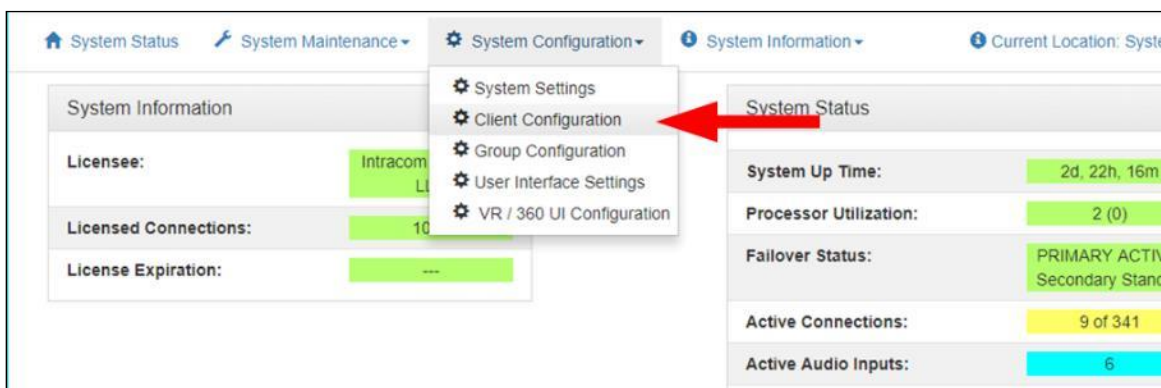 System Status
System Maintenance
System Configuration
System Information
Current Location: Syste
System Settings
Client Configuration
Group Configuration
User Interface Settings
VR / 360 UI Configuration
System Information
Licensee:
Intracom
Licensed Connections:
10
License Expiration:
---
System Status
System Up Time:
2d, 22h, 16m
Processor Utilization:
2 (0)
Failover Status:
PRIMARY ACTIV
Secondary Stand
Active Connections:
9 of 341
Active Audio Inputs:
6